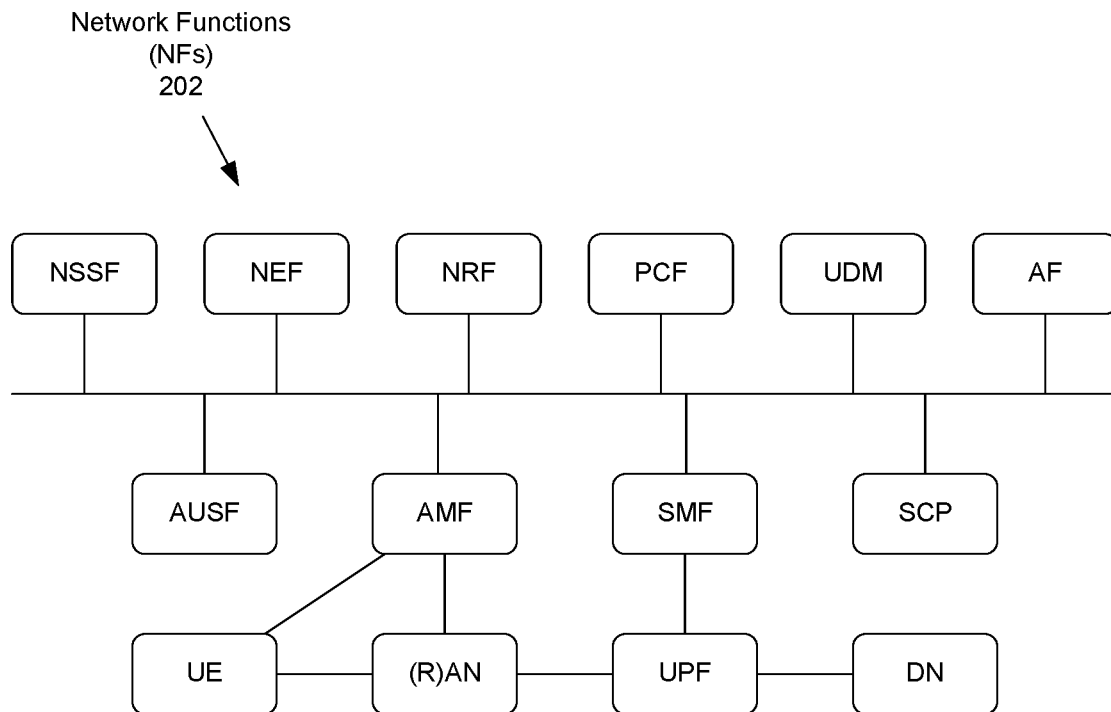 Network Functions
(NFs)
202
NSSF
NEF
NRF
PCF
UDM
AF
AUSF
AMF
SMF
SCP
UE
(R)AN
UPF
DN